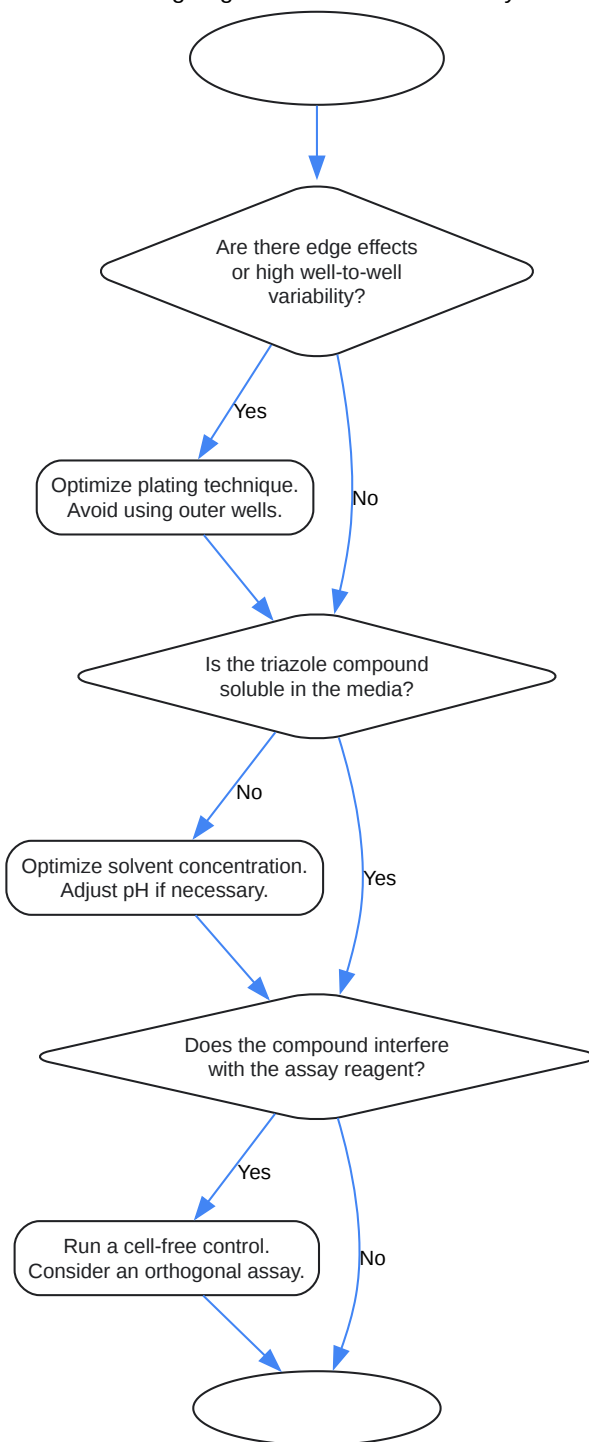 Are there edge effects
or high well-to-well
variability?
Yes
Optimize plating technique.
Avoid using outer wells.
No
Is the triazole compound
soluble in the media?
No
Optimize solvent concentration.
Adjust pH if necessary.
Yes
Does the compound interfere
with the assay reagent?
Yes
Run a cell-free control.
Consider an orthogonal assay.
No